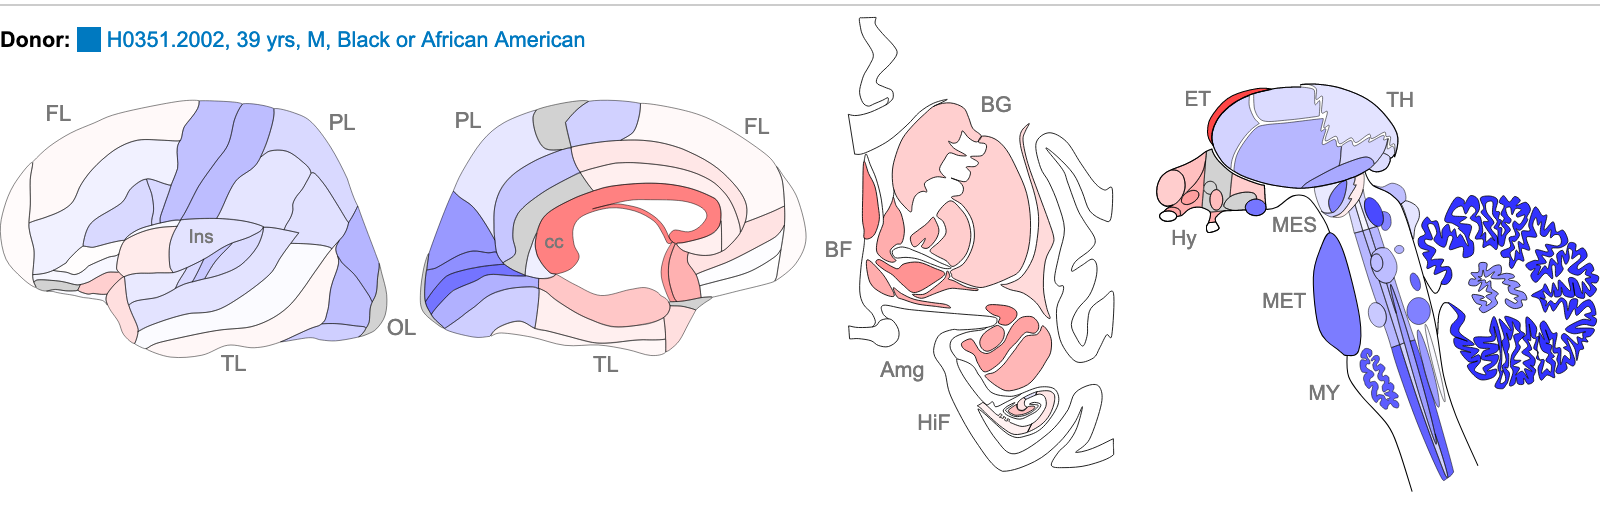 Donor: H0351.2002, 39 yrs, M, Black or African American
FL
PL
Ins
OL
TL
PL
FL
cc
TL
BG
BF
Amg
HiF
ET
TH
Hy
MES
MET
MY